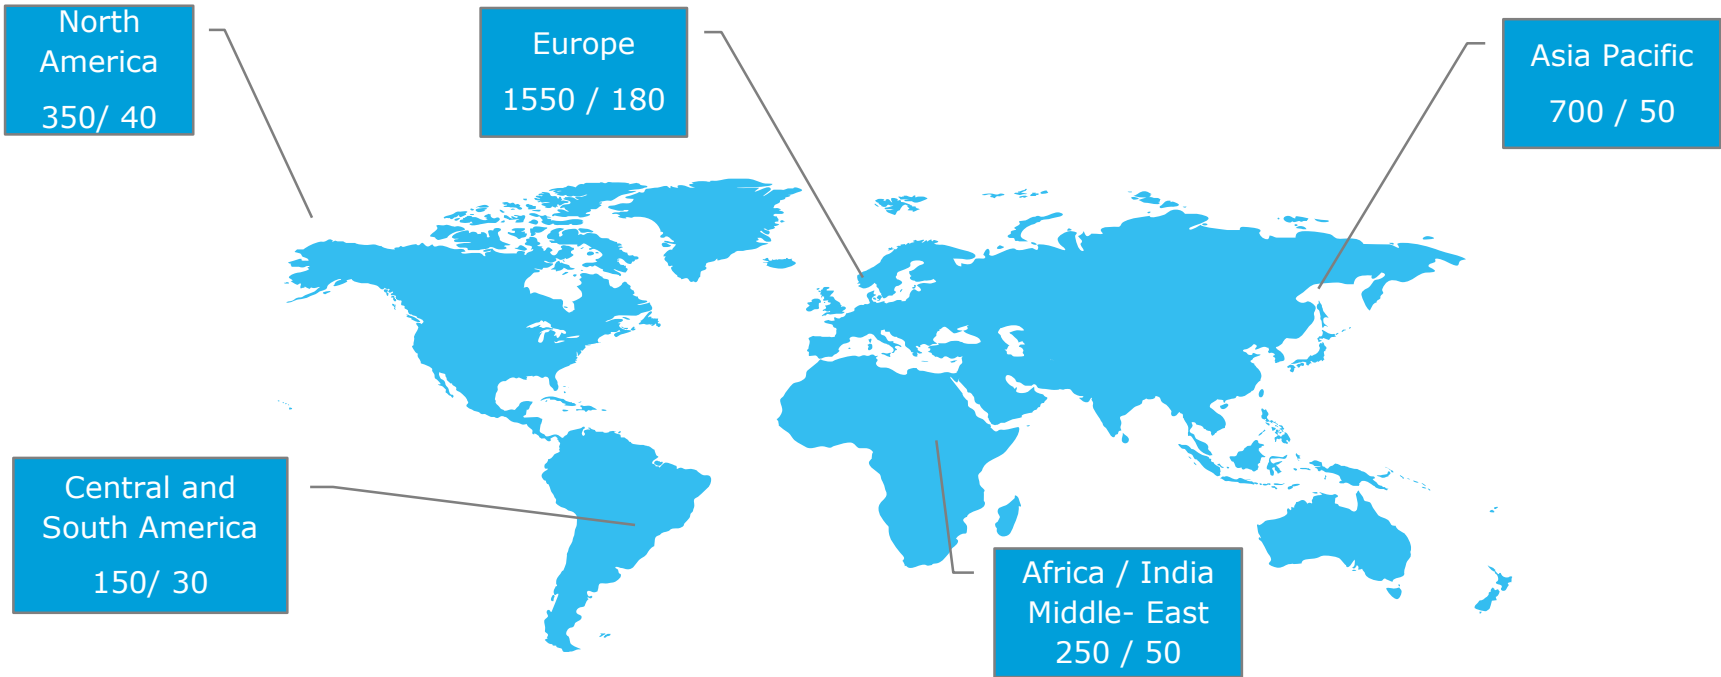 North
America
350/ 40
Europe
1550 / 180
Asia Pacific
700 / 50
Central and
South America
150/ 30
Africa / India
Middle- East
250 / 50